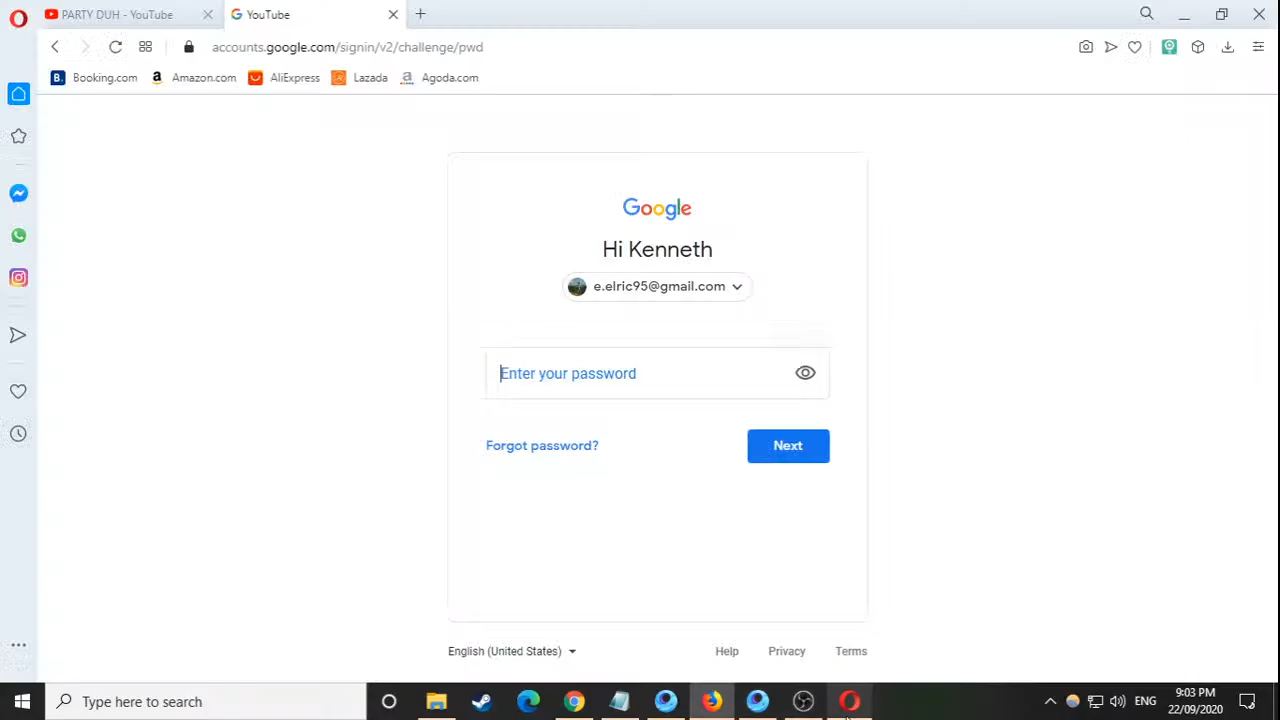 PARTY DUH - YouTube
YouTube
accounts.google.com/signin/v2/challenge/pwd
B. Booking.com
a Amazon.com
AliExpress
Lazada
a Agoda.com
Google
Hi Kenneth
e.elric95@gmail.com
Enter your password
Forgot password?
Next
English (United States)
Help
Privacy
Terms
Type here to search
ENG
9:03 PM
22/09/2020